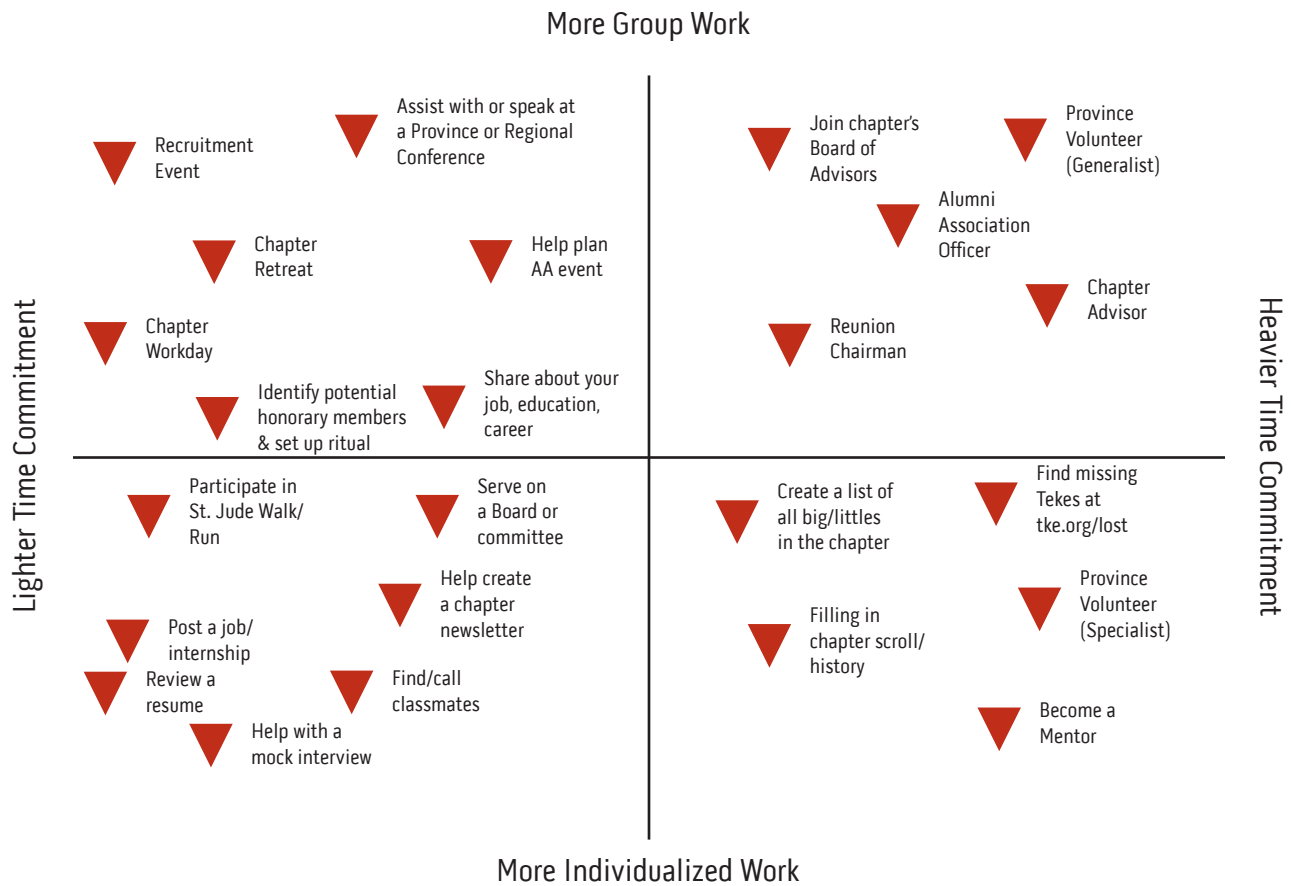 More Group Work
Assist with or speak at
a Province or Regional
Conference
Recruitment
Event
Join chapter's
Board of
Advisors
Province
Volunteer
(Generalist)
Alumni
Association
Officer
Chapter
Retreat
Help plan
AA event
Chapter
Advisor
Chapter
Workday
Reunion
Chairman
Identify potential
honorary members
& set up ritual
Share about your
job, education,
career
Lighter Time Commitment
Heavier Time Commitment
Participate in
St. Jude Walk/
Run
Serve on
a Board or
committee
Create a list of
all big/littles
in the chapter
Find missing
Tekes at
tke.org/lost
Help create
a chapter
newsletter
Province
Volunteer
(Specialist)
Post a job/
internship
Filling in
chapter scroll/
history
Review a
resume
Find/call
classmates
Help with a
mock interview
Become a
Mentor
More Individualized Work